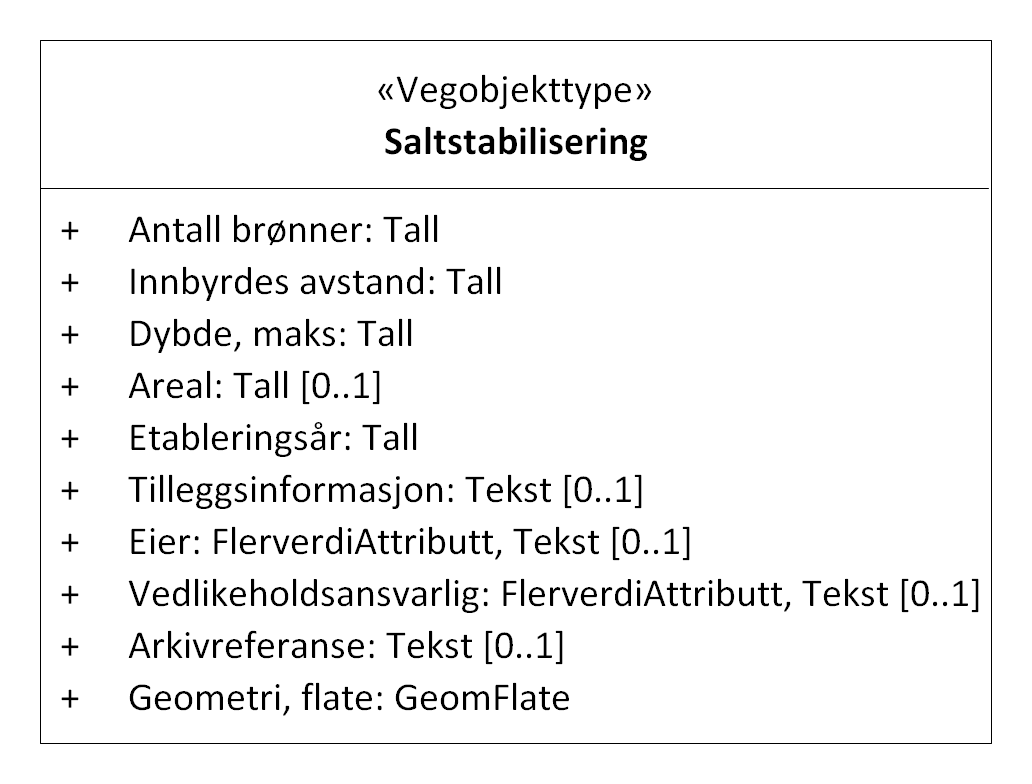 «Vegobjekttype»
Saltstabilisering
+ Antall brønner: Tall
+ Innbyrdes avstand: Tall
+ Dybde, maks: Tall
+ Areal: Tall [0..1]
+ Etableringsår: Tall
+ Tilleggsinformasjon: Tekst [0..1]
+ Eier: FlerverdiAttributt, Tekst [0..1]
+ Vedlikeholdsansvarlig: FlerverdiAttributt, Tekst [0..1]
+ Arkivreferanse: Tekst [0..1]
+ Geometri, flate: GeomFlate